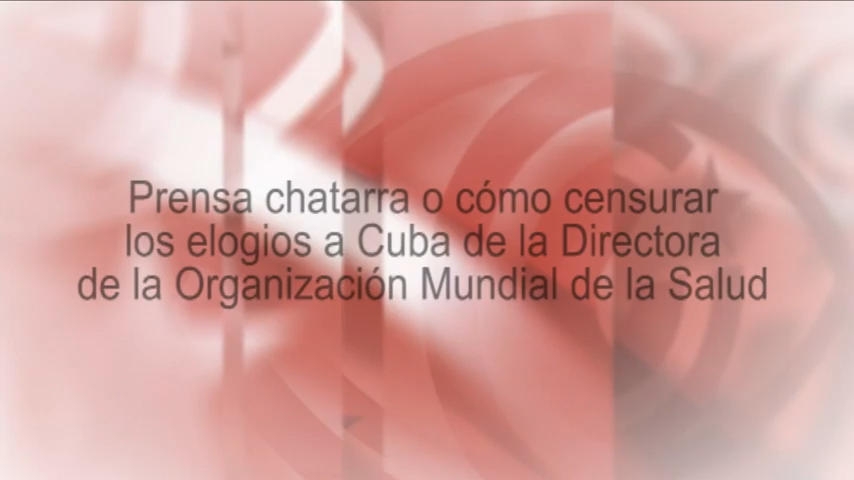 Prensa chatarra o cómo censurar
los elogios a Cuba de la Directora
de la Organización Mundial de la Salud